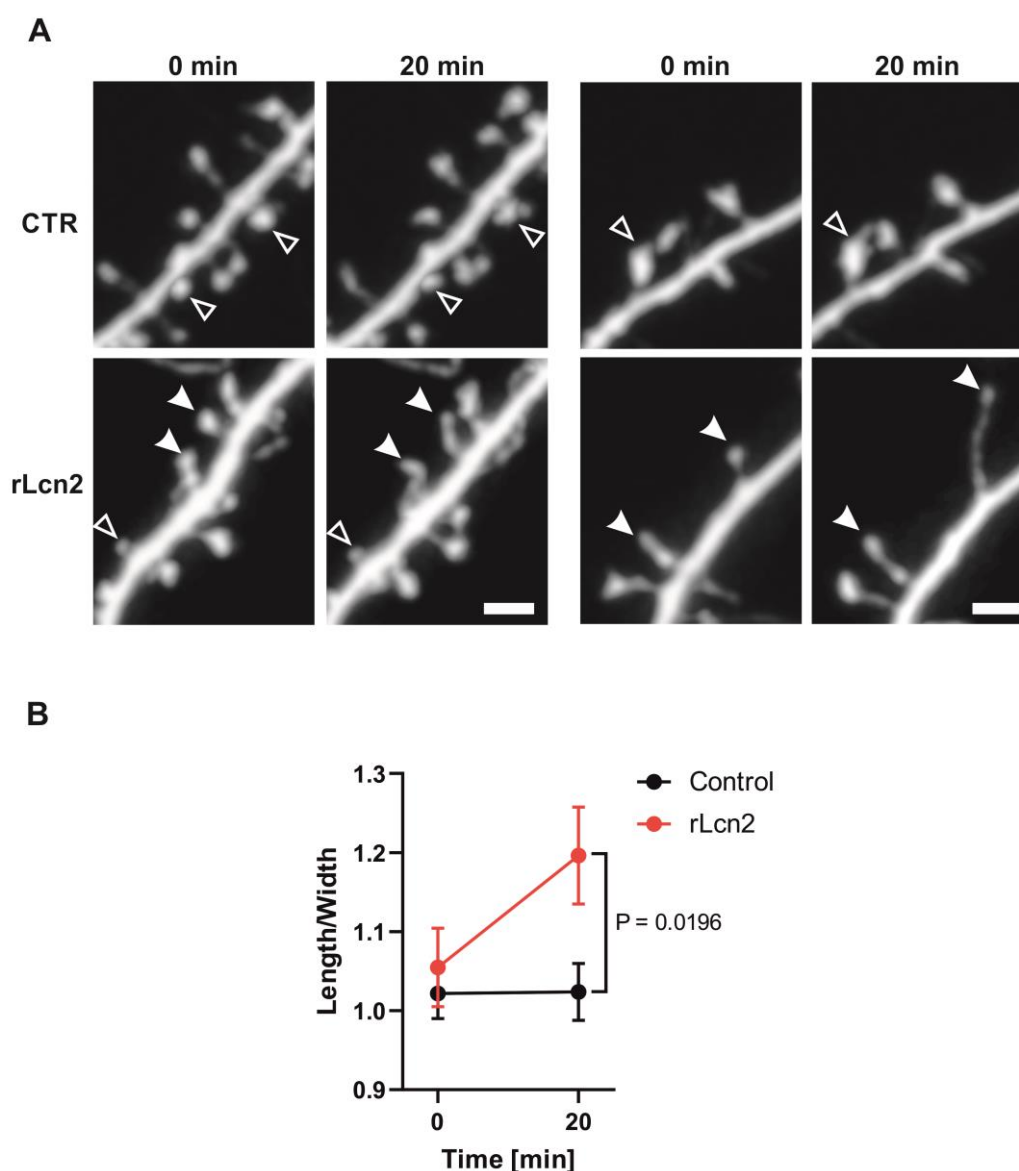 A
0 min 20 min 0 min 20 min
CTR
rLcn2
B
1.3
1.2
1.1
1.0
0.9
Length/Width
Control
rLcn2
P = 0.0196
0 20
Time [min]